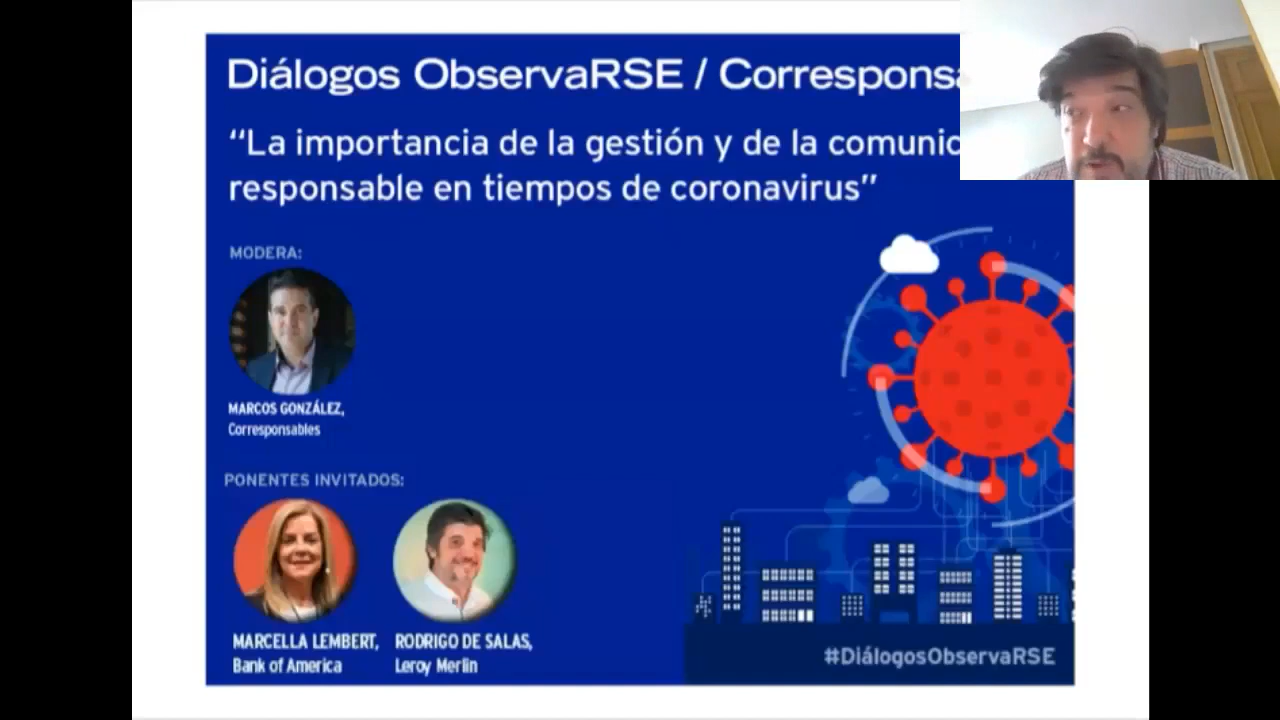 Diálogos ObservaRSE / Corresponsa
“La importancia de la gestión y de la comunic
responsable en tiempos de coronavirus”
MODERA:
MARCOS GONZÁLEZ,
Corresponsables
PONENTES INVITADOS:
MARCELLA LEMBERT,
Bank of America
RODRIGO DE SALAS,
Leroy Merlin
#DiálogosObservaRSE